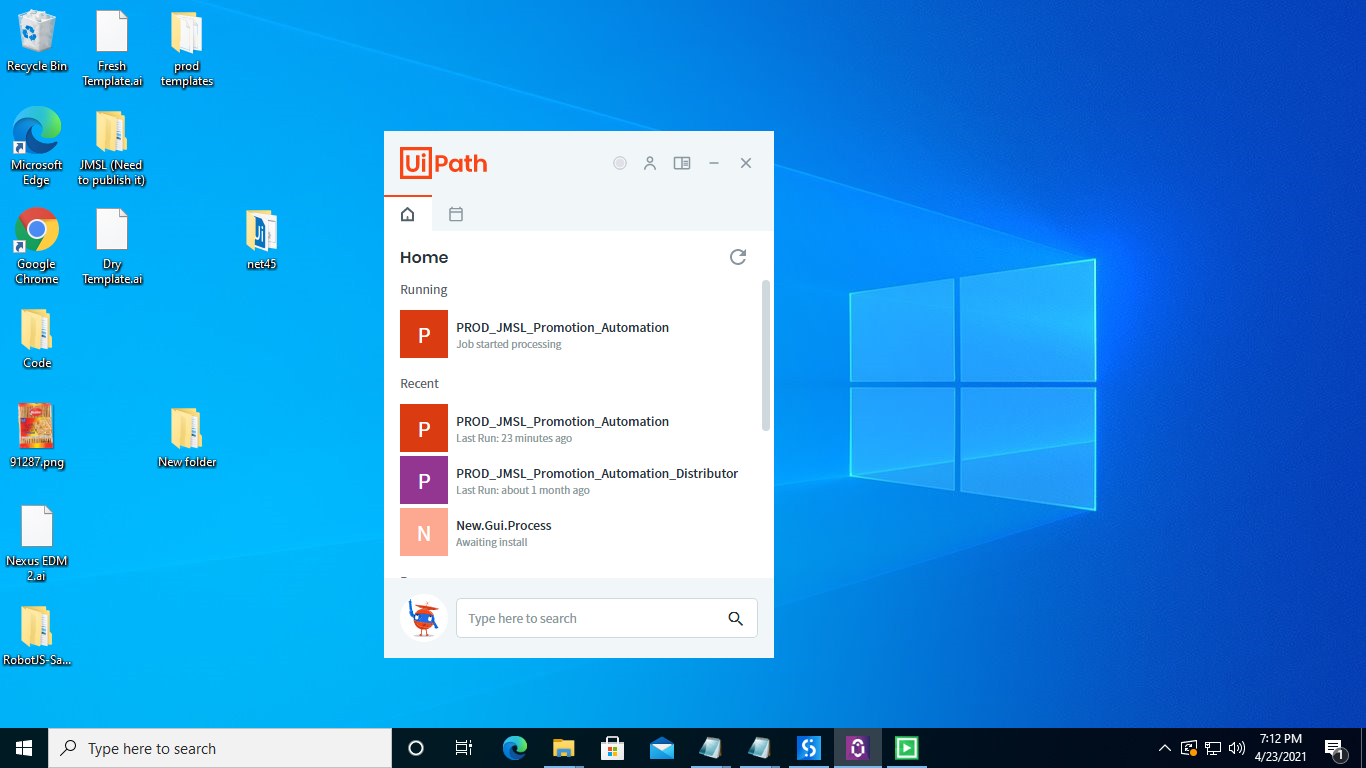 Recycle Bin
Fresh
Template.ai
prod
templates
Microsoft
Edge
JMSL (Need
to publish it)
Google
Chrome
Dry
Template.ai
Ui
net45
Code
91287.png
New folder
Nexus EDM
2.ai
RobotJS-Sa...
Ui Path
Home
Running
P
PROD_JMSL_Promotion_Automation
Job started processing
Recent
P
PROD_JMSL_Promotion_Automation
Last Run: 23 minutes ago
P
PROD_JMSL_Promotion_Automation_Distributor
Last Run: about 1 month ago
N
New.Gui.Process
Awaiting install
Type here to search
Type here to search
7:12 PM
4/23/2021
1